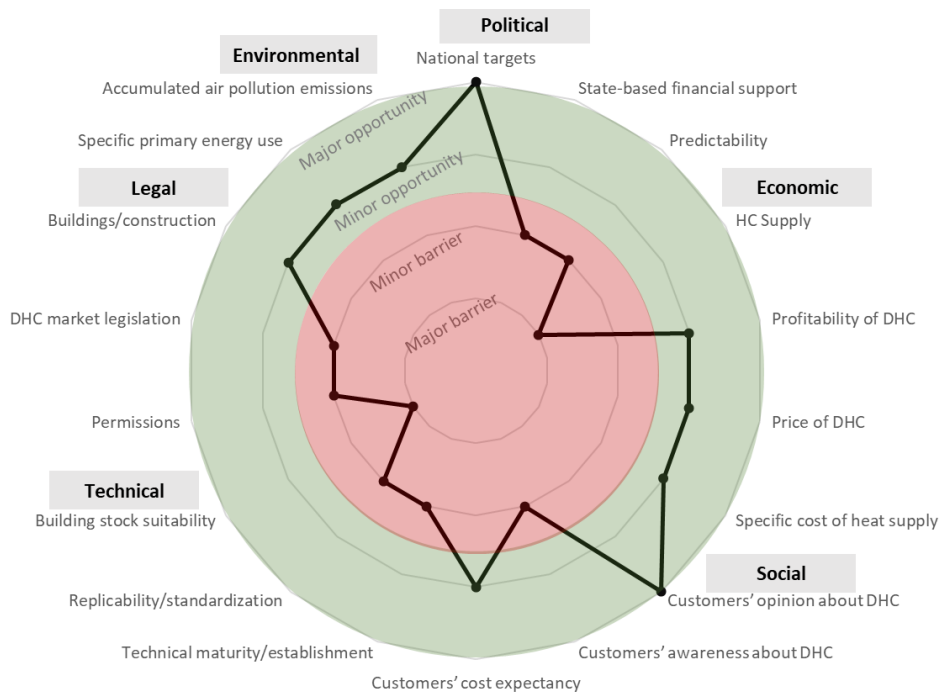 Political
National targets
Environmental
Accumulated air pollution emissions
State-based financial support
Specific primary energy use
Predictability
Legal
Economic
Buildings/construction
HC Supply
Major opportunity
Minor opportunity
Minor barrier
Major barrier
DHC market legislation
Profitability of DHC
Permissions
Price of DHC
Technical
Building stock suitability
Specific cost of heat supply
Social
Replicability/standardization
Customers' opinion about DHC
Technical maturity/establishment
Customers' awareness about DHC
Customers' cost expectancy